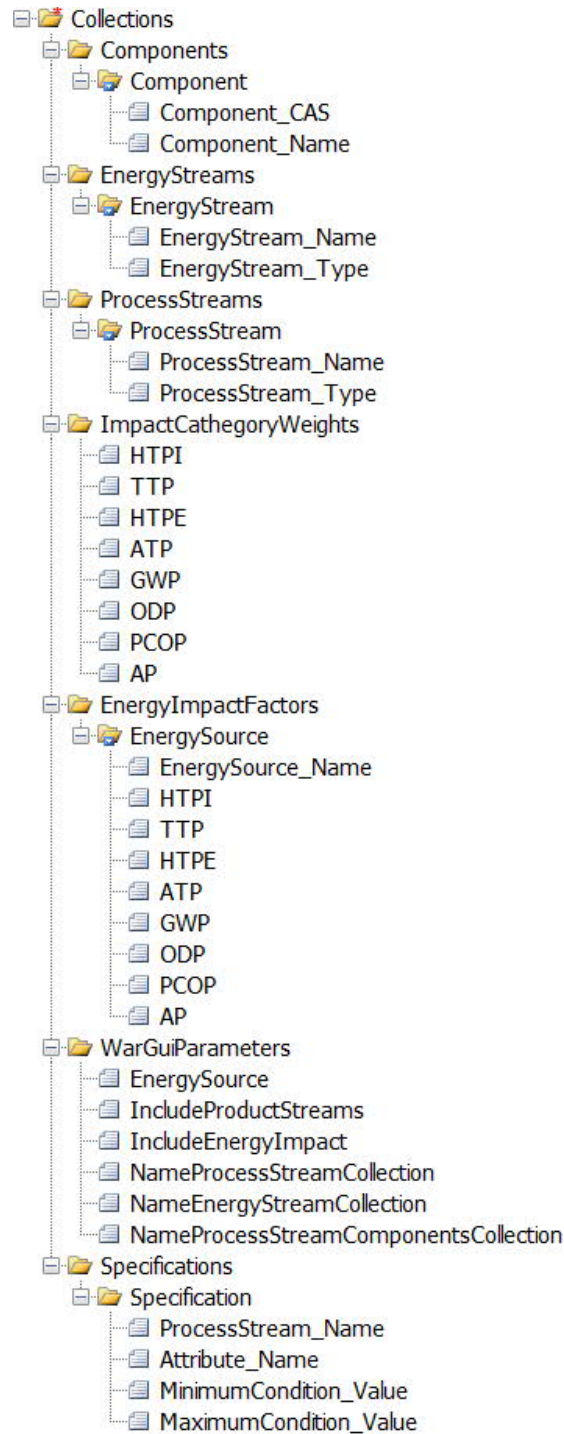 Collections
Components
Component
Component_CAS
Component_Name
EnergyStreams
EnergyStream
EnergyStream_Name
EnergyStream_Type
ProcessStreams
ProcessStream
ProcessStream_Name
ProcessStream_Type
ImpactCathegoryWeights
HTPI
TTP
HTPE
ATP
GWP
ODP
PCOP
AP
EnergyImpactFactors
EnergySource
EnergySource_Name
HTPI
TTP
HTPE
ATP
GWP
ODP
PCOP
AP
WarGuiParameters
EnergySource
IncludeProductStreams
IncludeEnergyImpact
NameProcessStreamCollection
NameEnergyStreamCollection
NameProcessStreamComponentsCollection
Specifications
Specification
ProcessStream_Name
Attribute_Name
MinimumCondition_Value
MaximumCondition_Value